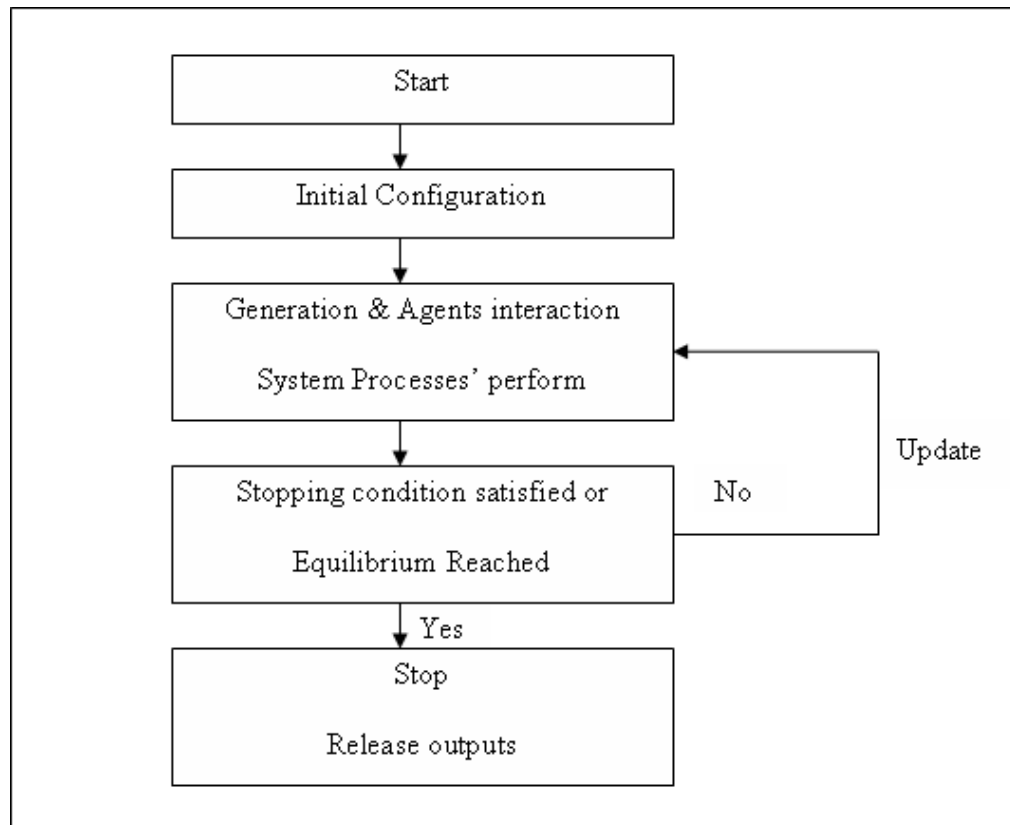 Start
Initial Configuration
Generation & Agents interaction
System Processes’ perform
Update
Stopping condition satisfied or
No
Equilibrium Reached
Yes
Stop
Release outputs